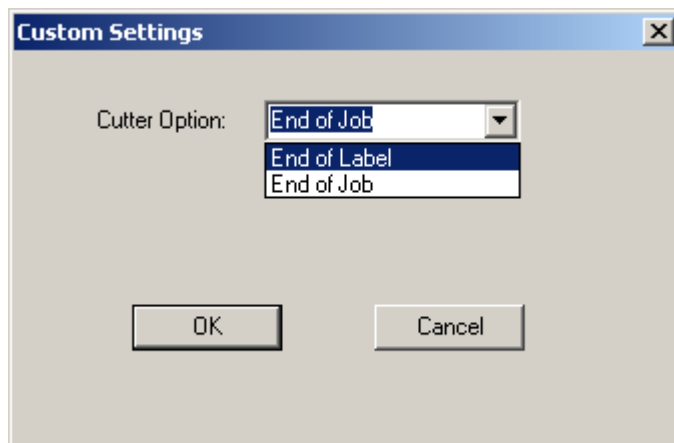 Custom Settings
Cutter Option: End of Job
End of Label
End of Job
OK Cancel